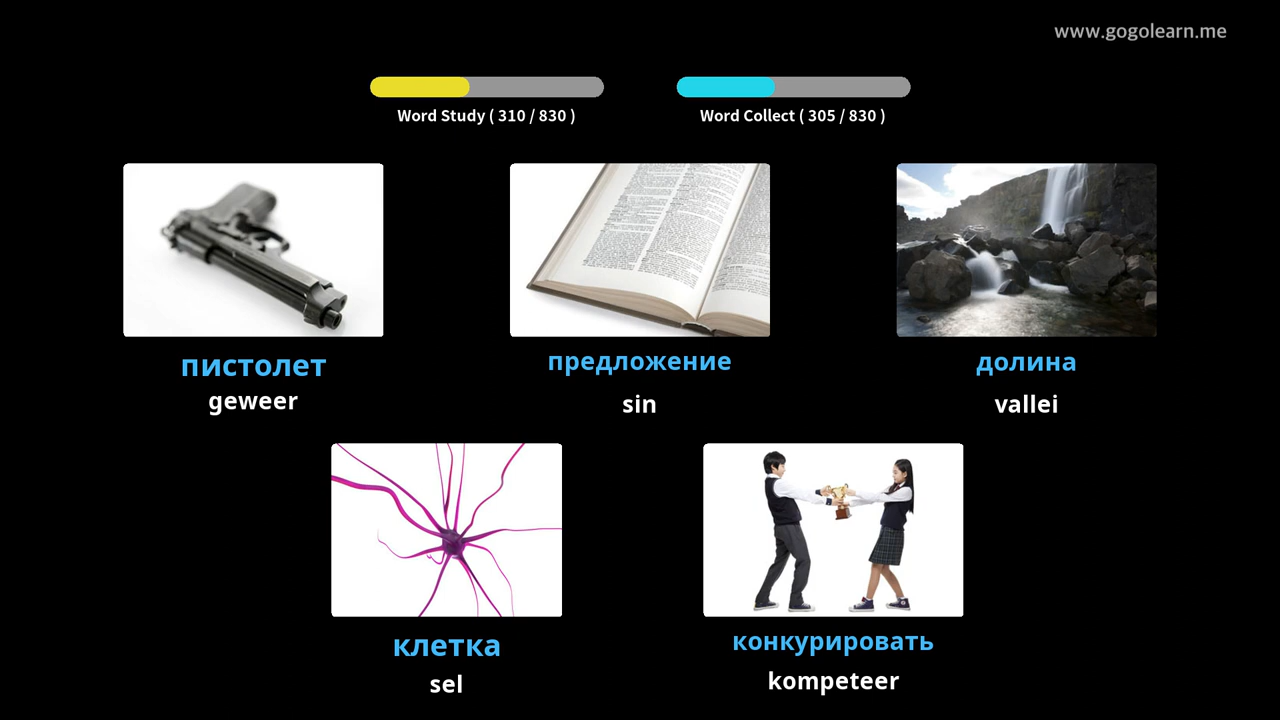 www.gogolearn.me
Word Study ( 310 / 830 )
Word Collect ( 305 / 830 )
пистолет
geweer
предложение
sin
долина
vallei
клетка
sel
конкурировать
kompeteer